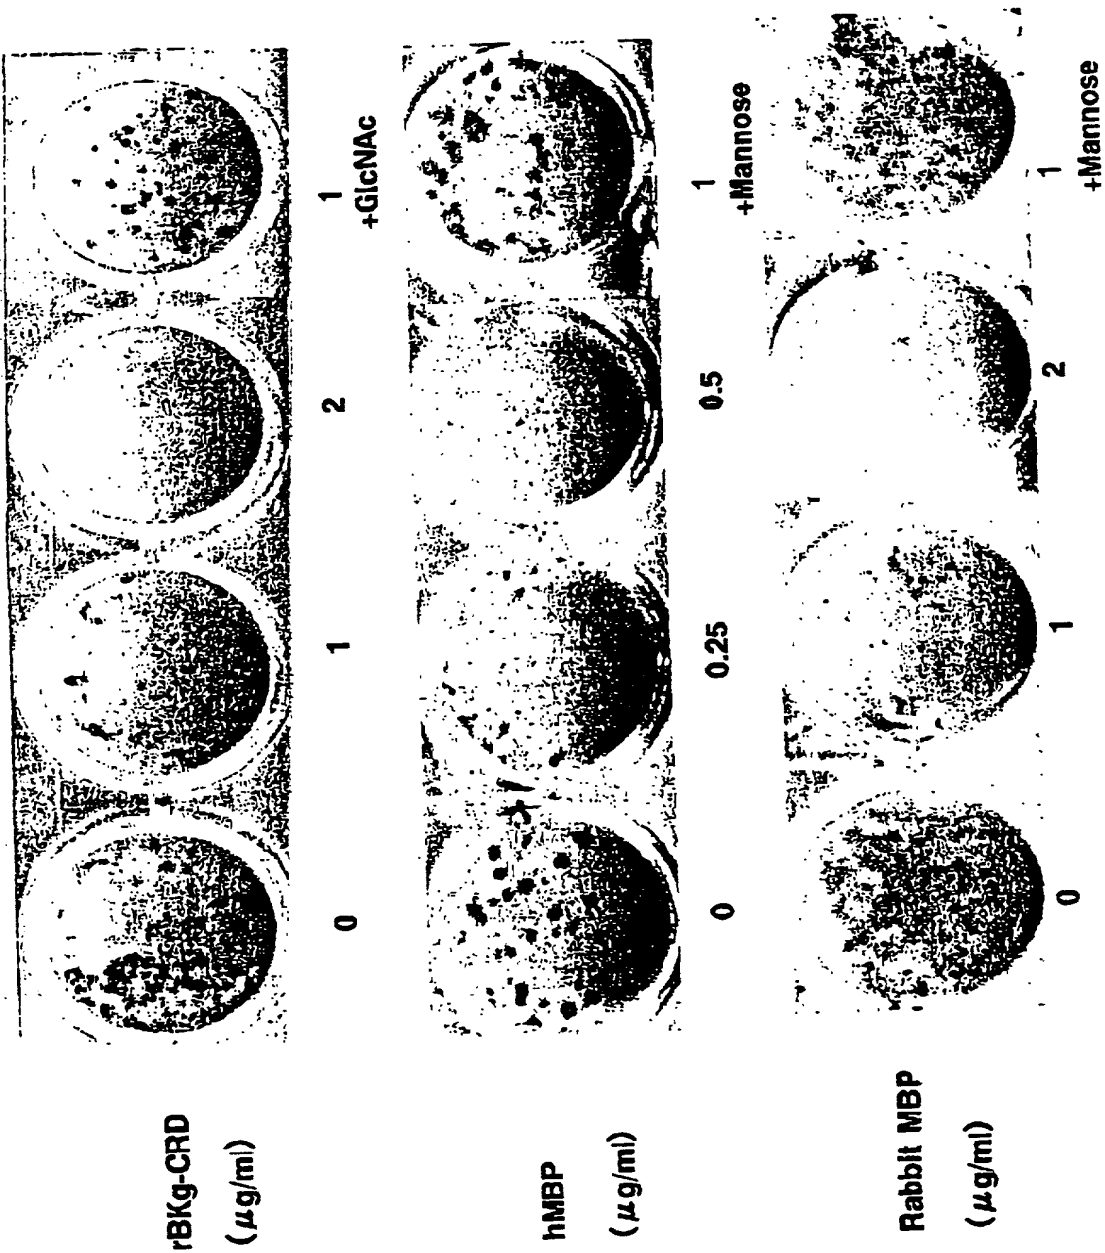 rBKg-CRD
(μg/ml)
0
1
2
1
+GlcNAc
hMBP
(μg/ml)
0
0.25
0.5
1
+Mannose
Rabbit MBP
(μg/ml)
0
1
2
1
+Mannose